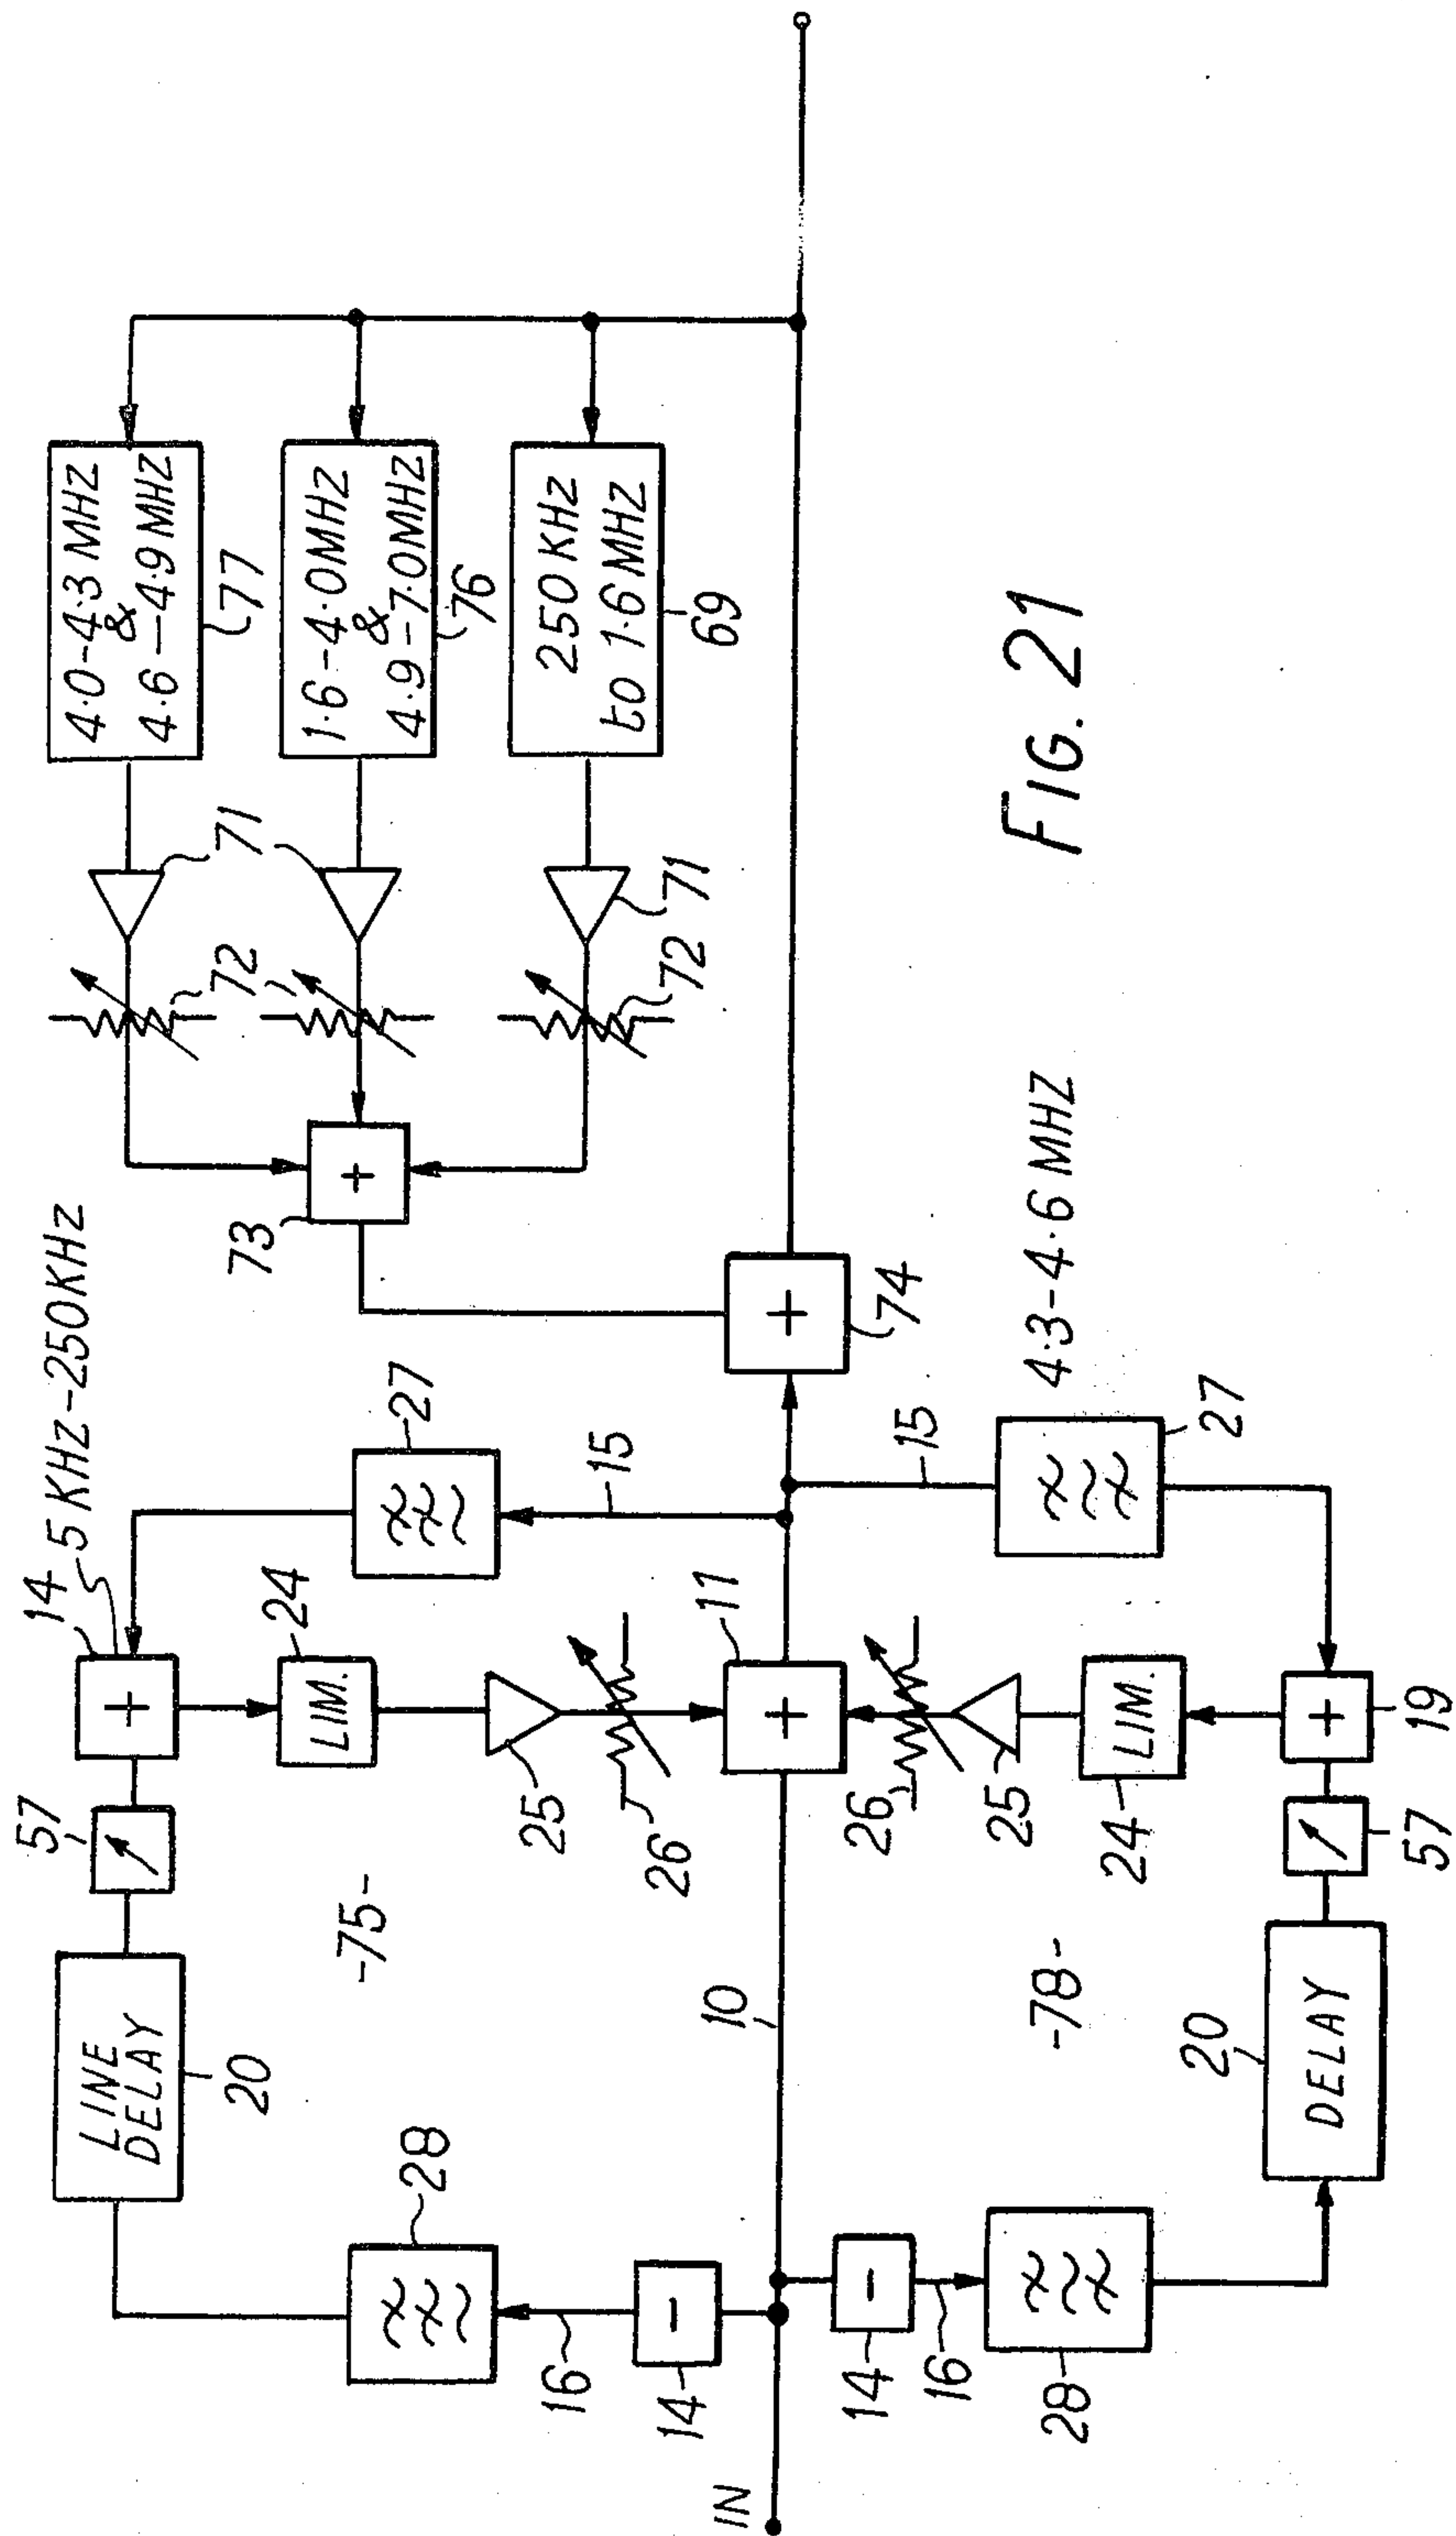 4·0-4·3 MHZ
&
4·6-4·9 MHZ
77
1·6-4·0MHZ
&
4·9-7·0MHZ
76
250 KHZ
to 1·6 MHZ
69
71
71
72
72
73
74
14
5 KHZ-250KHZ
57
LINE
DELAY
20
24
LIM.
27
25
15
26
-75-
28
16
14
11
10
IN
14
16
28
-78-
20
DELAY
26
25
24
LIM.
15
4·3-4·6 MHZ
27
19
57
FIG. 21